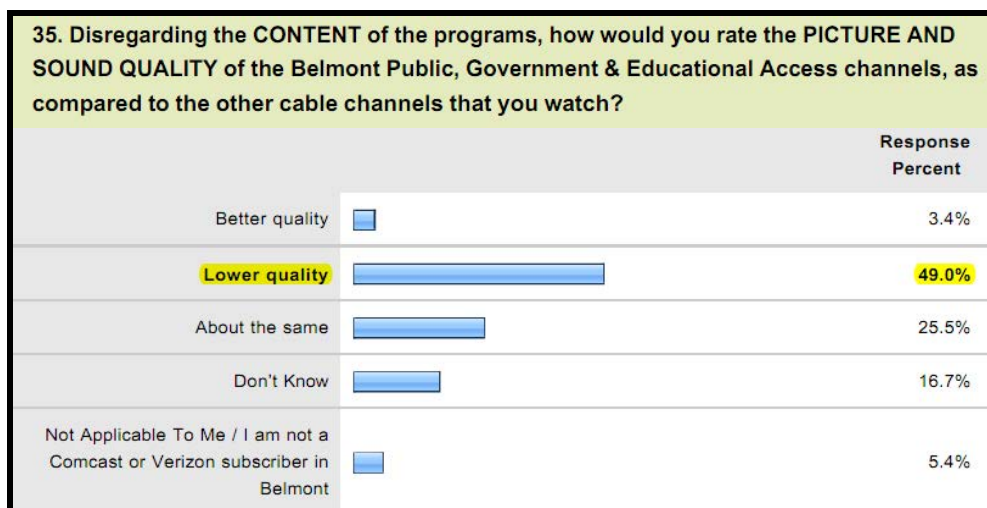 35. Disregarding the CONTENT of the programs, how would you rate the PICTURE AND
SOUND QUALITY of the Belmont Public, Government & Educational Access channels, as
compared to the other cable channels that you watch?
Response
Percent
Better quality 3.4%
Lower quality 49.0%
About the same 25.5%
Don't Know 16.7%
Not Applicable To Me / I am not a
Comcast or Verizon subscriber in
Belmont
5.4%